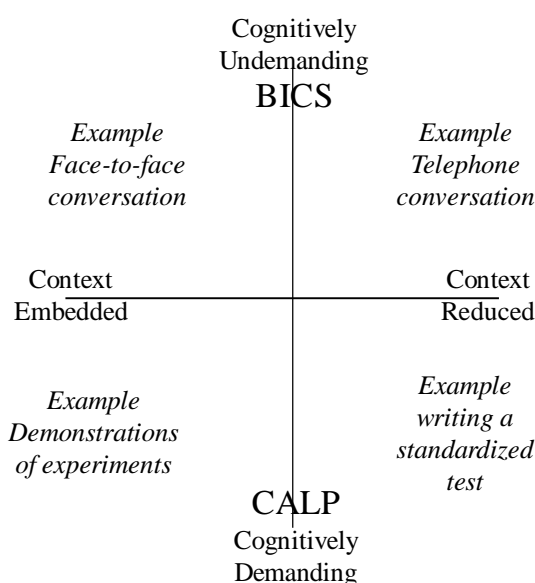 Cognitively
Undemanding
BICS
Example
Face-to-face
conversation
Example
Telephone
conversation
Context
Embedded
Context
Reduced
Example
Demonstrations
of experiments
Example
writing a
standardized
test
CALP
Cognitively
Demanding